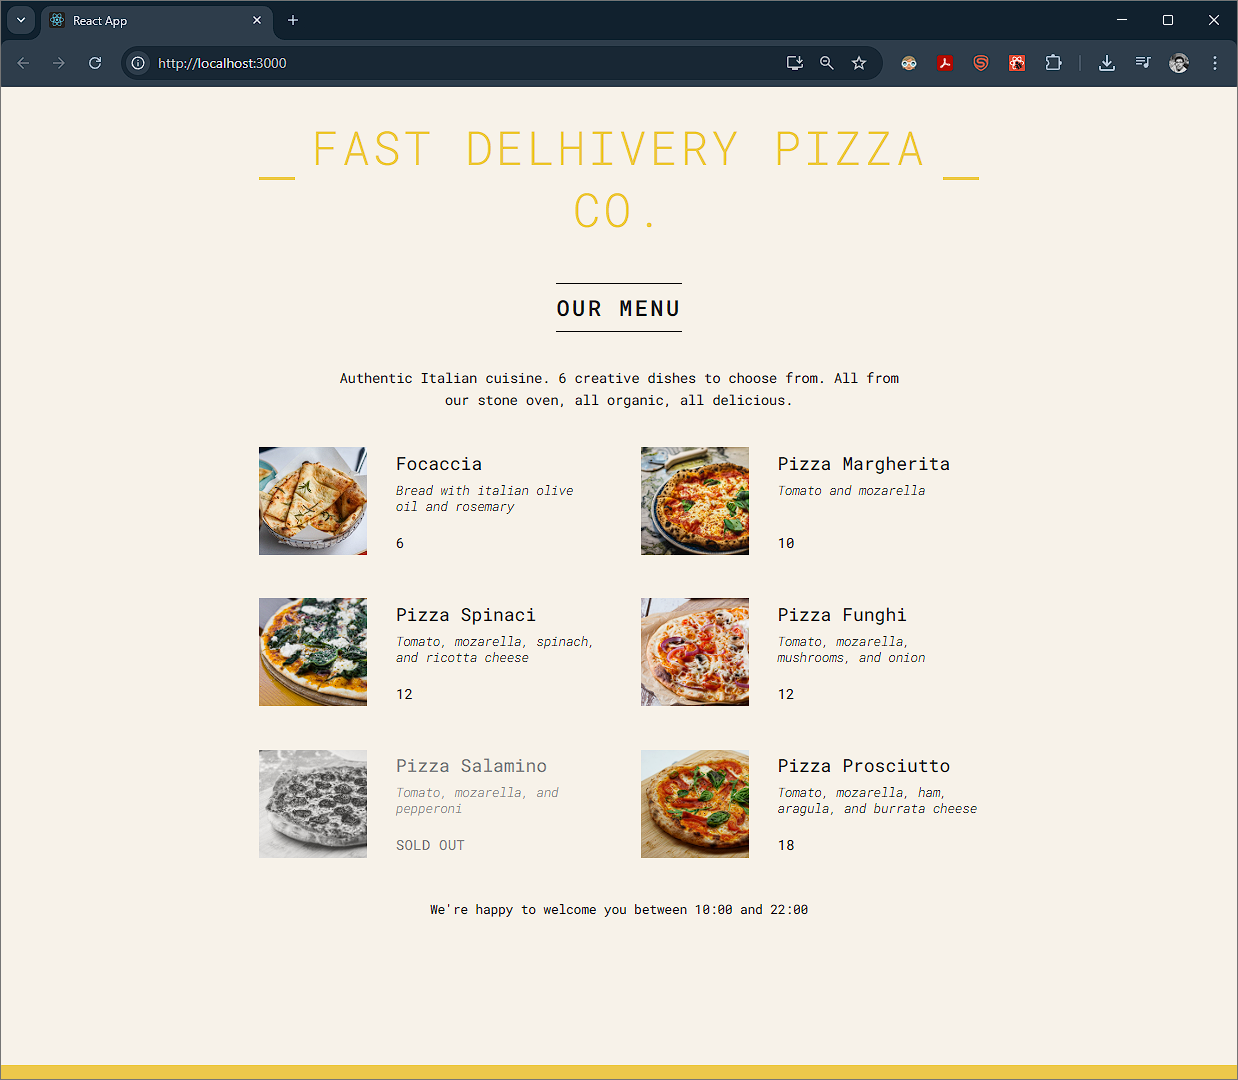 React App
http://localhost:3000
FAST DELHIVERY PIZZA
CO.
OUR MENU
Authentic Italian cuisine. 6 creative dishes to choose from. All from
our stone oven, all organic, all delicious.
Focaccia
Bread with italian olive
oil and rosemary
6
Pizza Margherita
Tomato and mozarella
10
Pizza Spinaci
Tomato, mozarella, spinach,
and ricotta cheese
12
Pizza Funghi
Tomato, mozarella,
mushrooms, and onion
12
Pizza Salamino
Tomato, mozarella, and
pepperoni
SOLD OUT
Pizza Prosciutto
Tomato, mozarella, ham,
aragula, and burrata cheese
18
We're happy to welcome you between 10:00 and 22:00